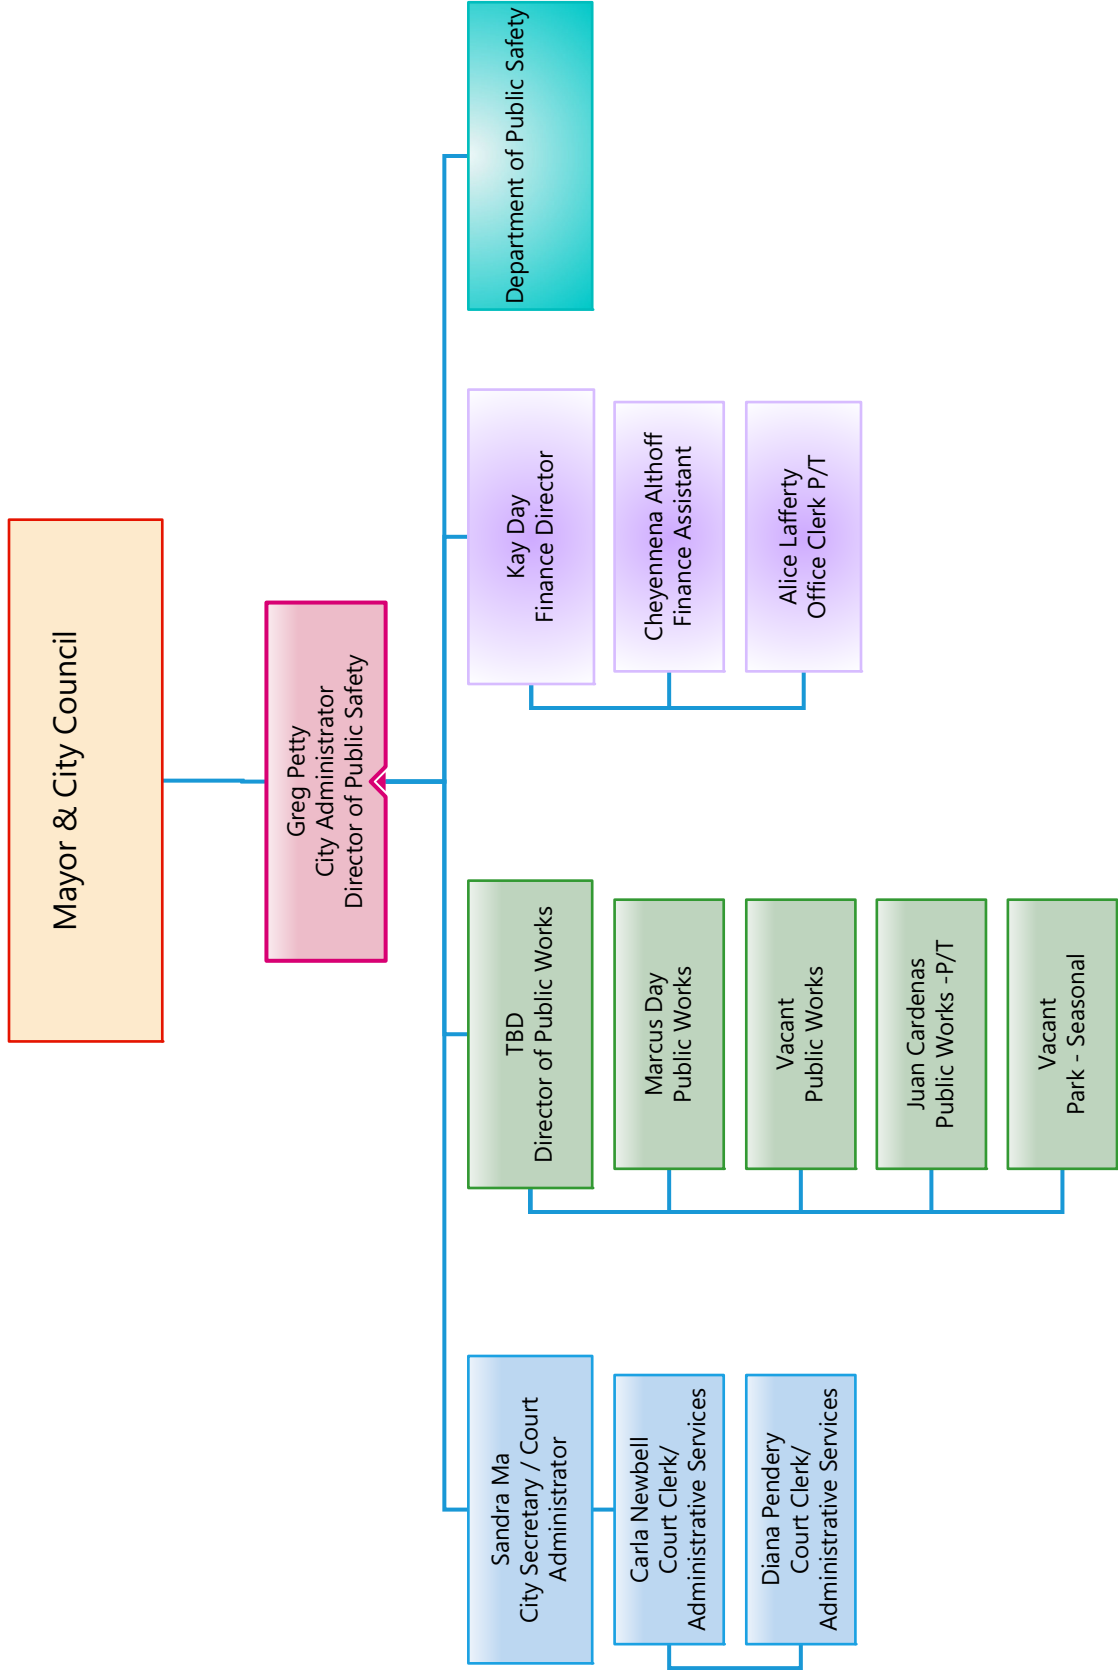 Mayor & City Council
Greg Petty
City Administrator
Director of Public Safety
Sandra Ma
City Secretary / Court
Administrator
Carla Newbell
Court Clerk/
Administrative Services
Diana Pendery
Court Clerk/
Administrative Services
TBD
Director of Public Works
Marcus Day
Public Works
Vacant
Public Works
Juan Cardenas
Public Works -P/T
Vacant
Park - Seasonal
Kay Day
Finance Director
Cheyennena Althoff
Finance Assistant
Alice Lafferty
Office Clerk P/T
Department of Public Safety